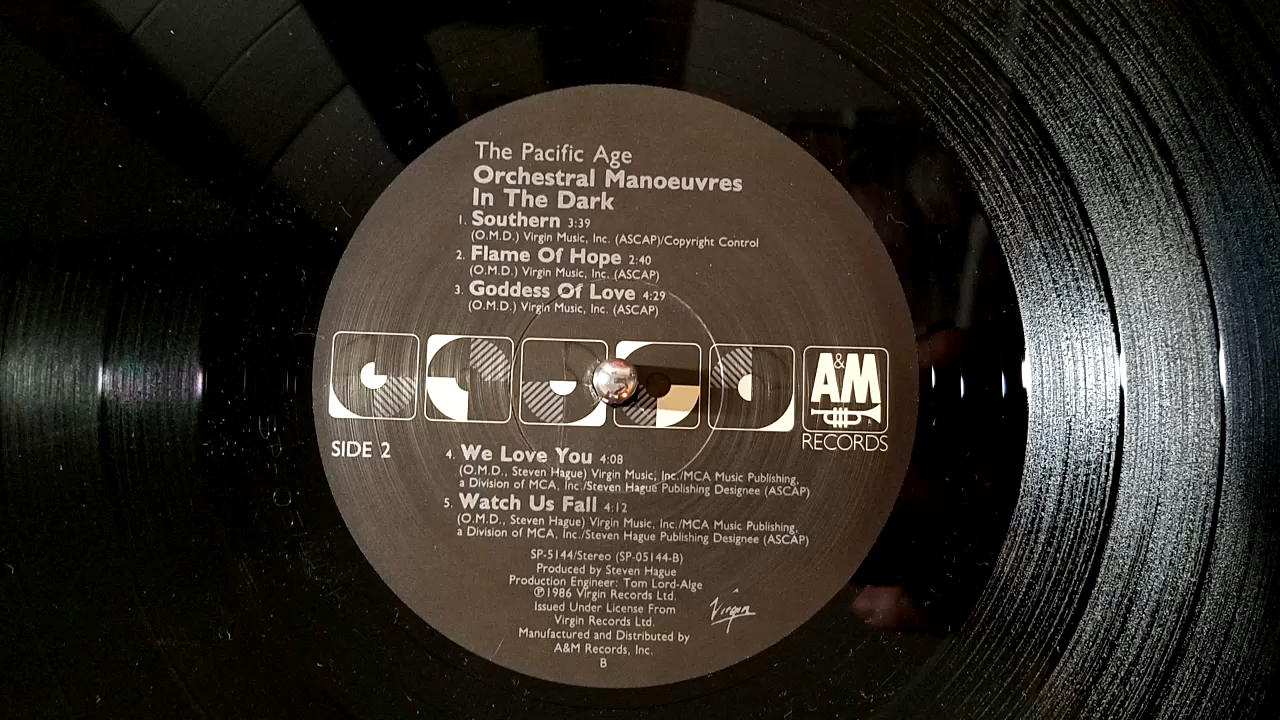 The Pacific Age
Orchestral Manoeuvres
In The Dark
1. Southern 3:39
(O.M.D.) Virgin Music, Inc. (ASCAP)/Copyright Control
2. Flame Of Hope 2:40
(O.M.D.) Virgin Music, Inc. (ASCAP)
3. Goddess Of Love 4:29
(O.M.D.) Virgin Music, Inc. (ASCAP)
A&M
RECORDS
SIDE 2
4. We Love You 4:08
(O.M.D., Steven Hague) Virgin Music, Inc./MCA Music Publishing,
a Division of MCA, Inc./Steven Hague Publishing Designee (ASCAP)
5. Watch Us Fall 4:12
(O.M.D., Steven Hague) Virgin Music, Inc./MCA Music Publishing,
a Division of MCA, Inc./Steven Hague Publishing Designee (ASCAP)
SP-5144/Stereo (SP-05144-B)
Produced by Steven Hague
Production Engineer: Tom Lord-Alge
℗1986 Virgin Records Ltd.
Issued Under License From
Virgin Records Ltd.
Virgin
Manufactured and Distributed by
A&M Records, Inc.
B